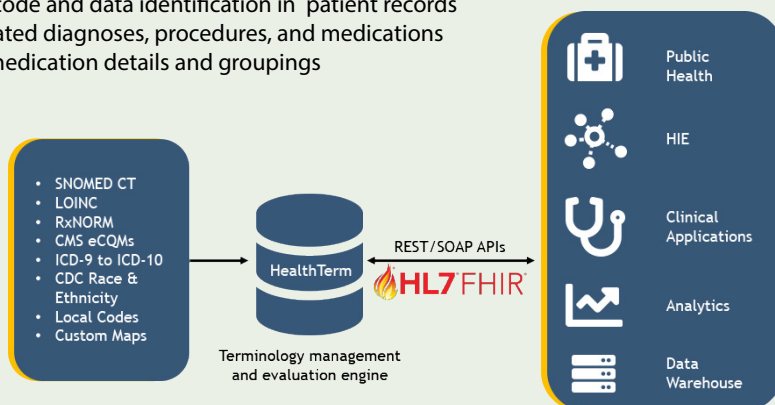 code and data identification in patient records
ated diagnoses, procedures, and medications
nedication details and groupings
• SNOMED CT
• LOINC
• RxNORM
• CMS eCQMs
• ICD-9 to ICD-10
• CDC Race &
Ethnicity
• Local Codes
• Custom Maps
HealthTerm
Terminology management
and evaluation engine
REST/SOAP APIs
HL7® FHIR®
Public
Health
HIE
Clinical
Applications
Analytics
Data
Warehouse